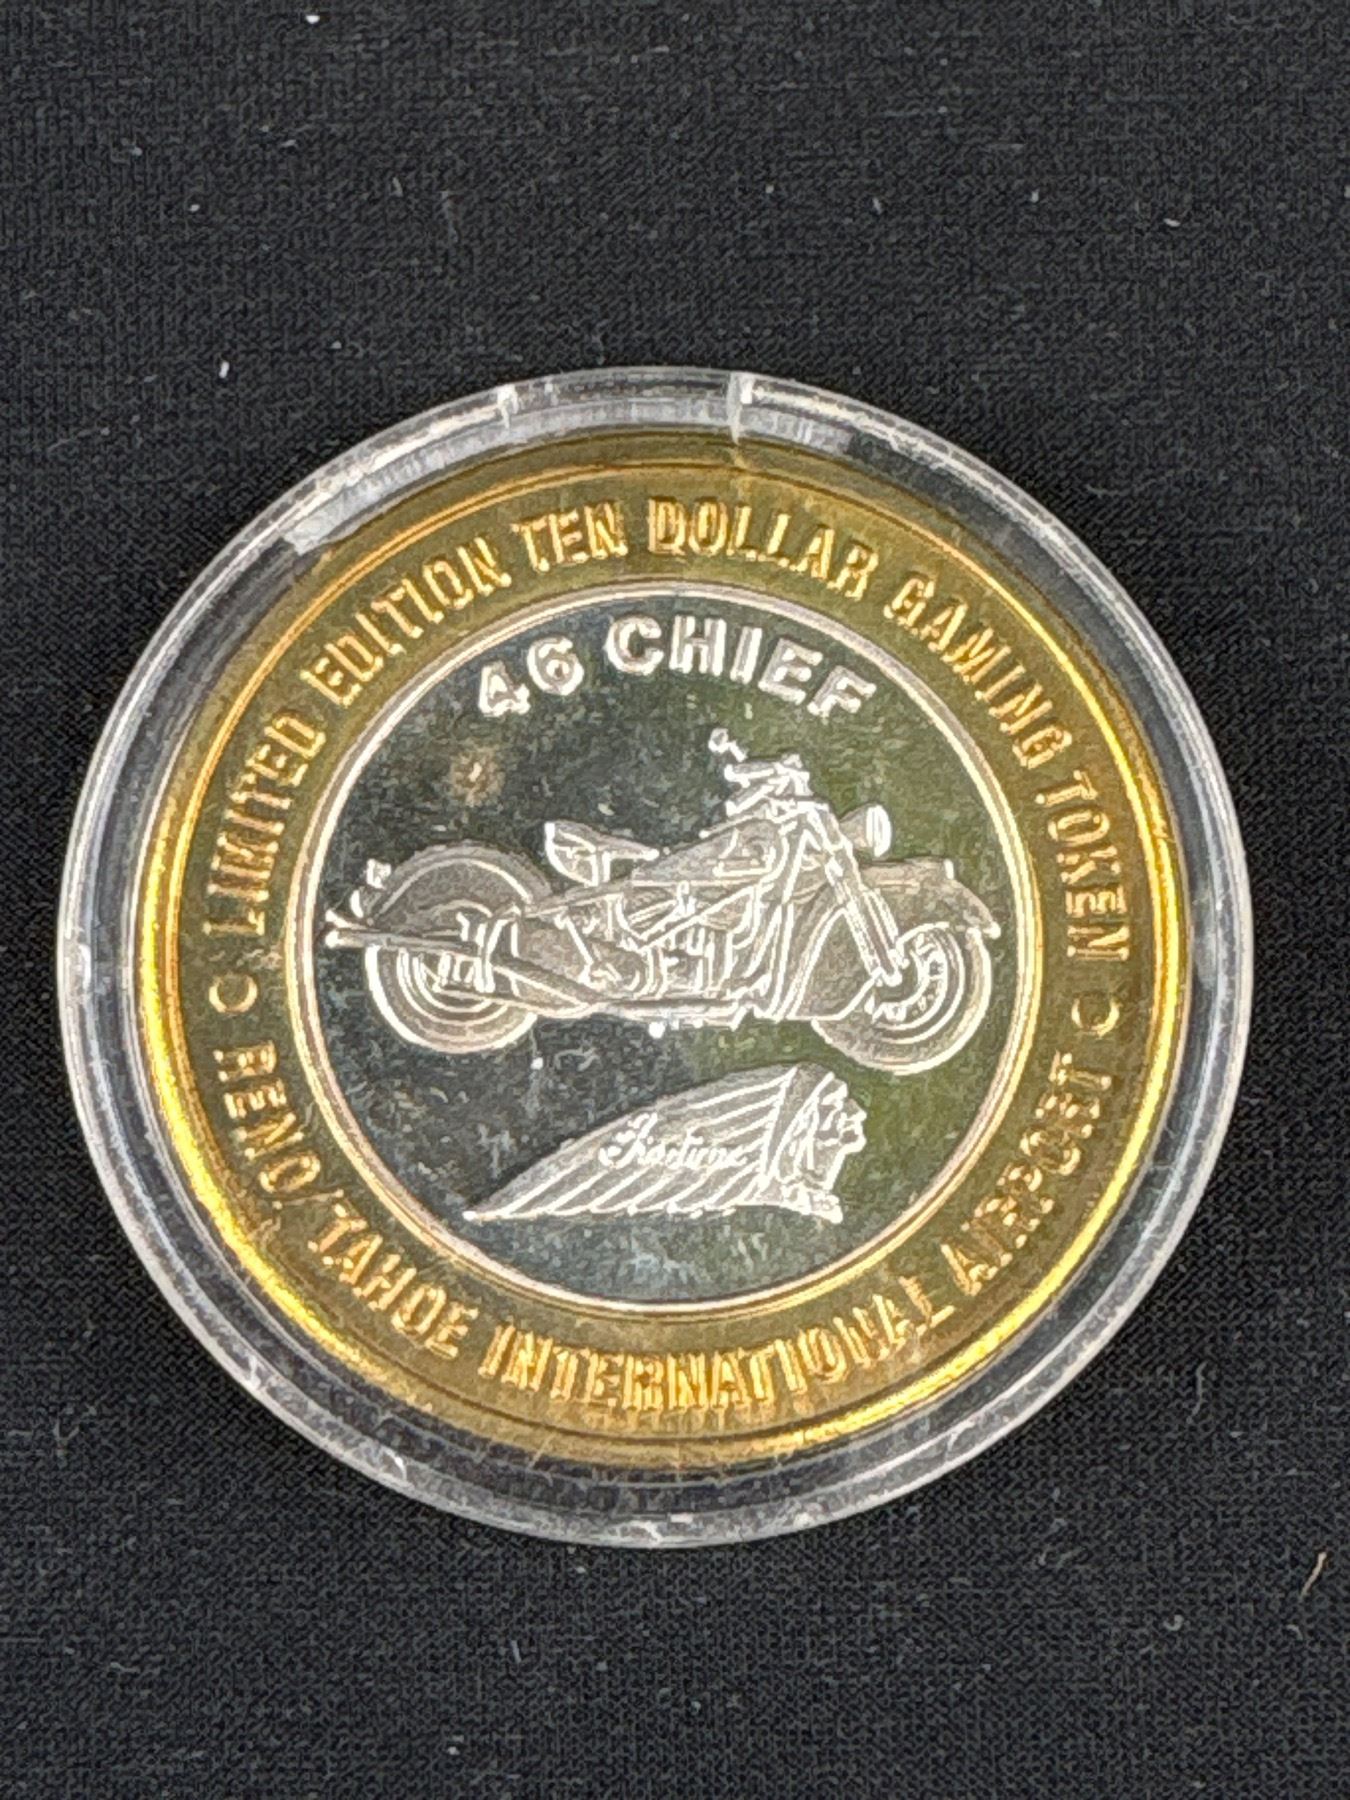 LIMITED EDITION TEN DOLLAR GAMING TOKEN
46 CHIEF
Indian
RENO/TAHOE INTERNATIONAL AIRPORT